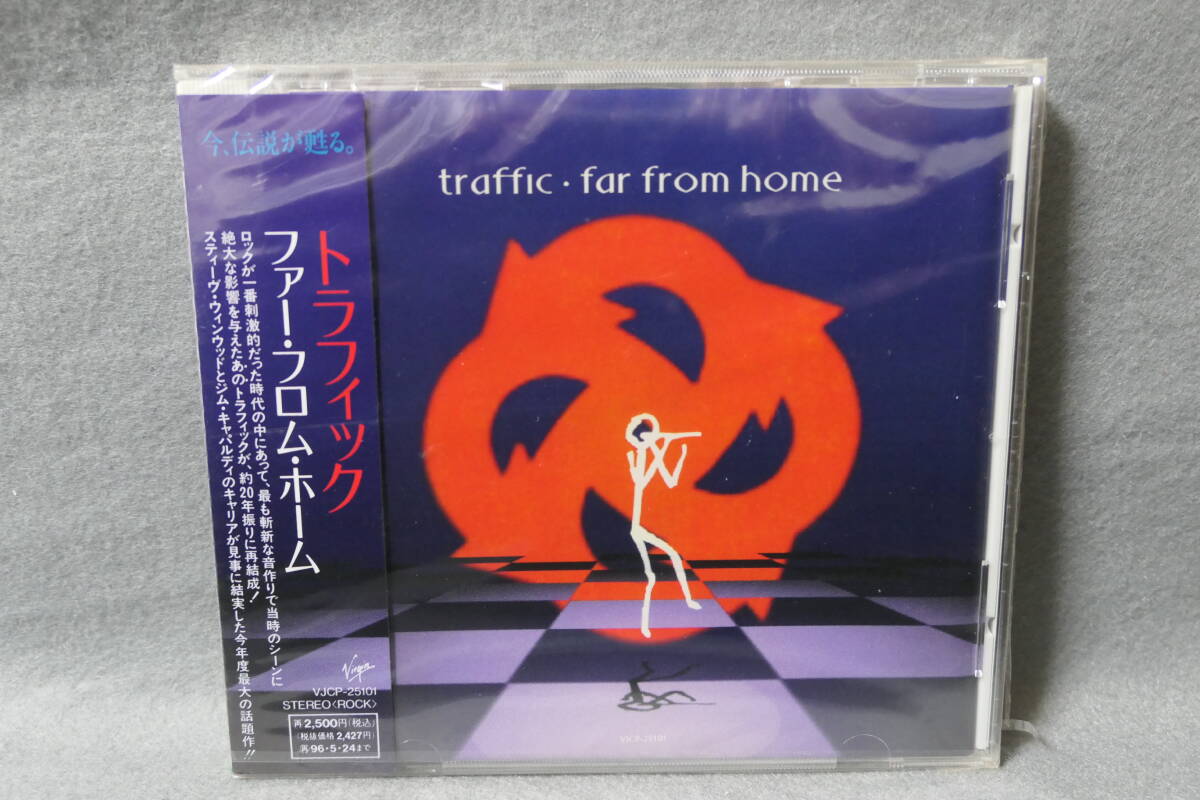 今、伝説が甦る。
トラフィック
ファー・フロム・ホーム
ロックが一番刺激的だった時代の中にあって、最も斬新な音作りで当時のシーンに
絶大な影響を与えたあのトラフィックが、約20年振りに再結成!
スティーヴ・ウィンウッドとジム・キャパルディのキャリアが見事に結実した今年度最大の話題作!!
Virgin
VJCP-25101
STEREO〈ROCK〉
再2,500円(税込)
(税抜価格 2,427円)
再96・5・24まで
traffic · far from home
VJCP-25101